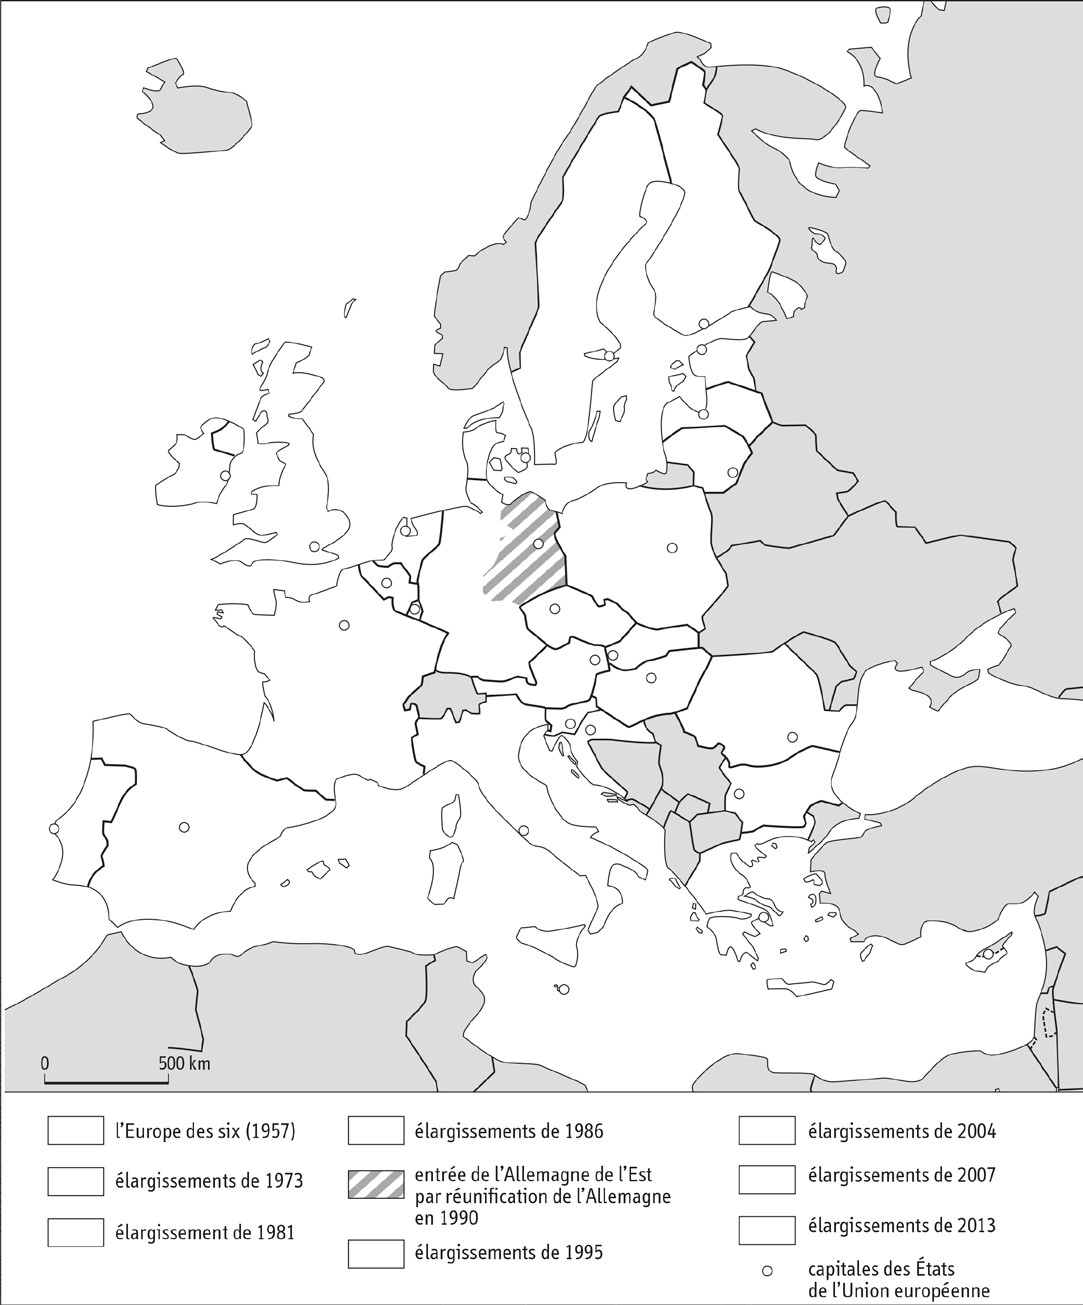 0 500 km
l'Europe des six (1957)
élargissements de 1973
élargissement de 1981
élargissements de 1986
entrée de l'Allemagne de l'Est
par réunification de l'Allemagne
en 1990
élargissements de 1995
élargissements de 2004
élargissements de 2007
élargissements de 2013
capitales des États
de l'Union européenne